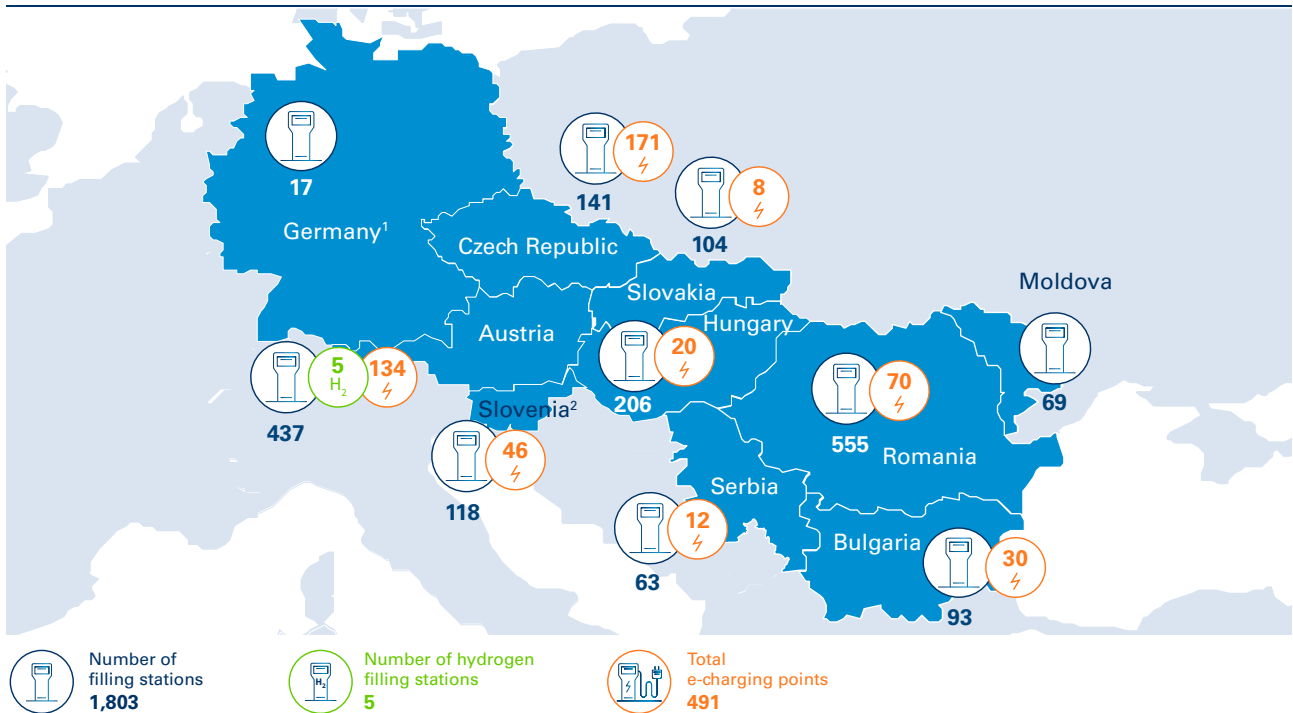 17
Germany¹
171
141
8
104
Czech Republic
Slovakia
Moldova
Hungary
Austria
5
H₂
134
437
20
206
70
555
69
Slovenia²
46
118
Romania
Serbia
12
63
Bulgaria
30
93
Number of
filling stations
1,803
H₂
Number of hydrogen
filling stations
5
Total
e-charging points
491